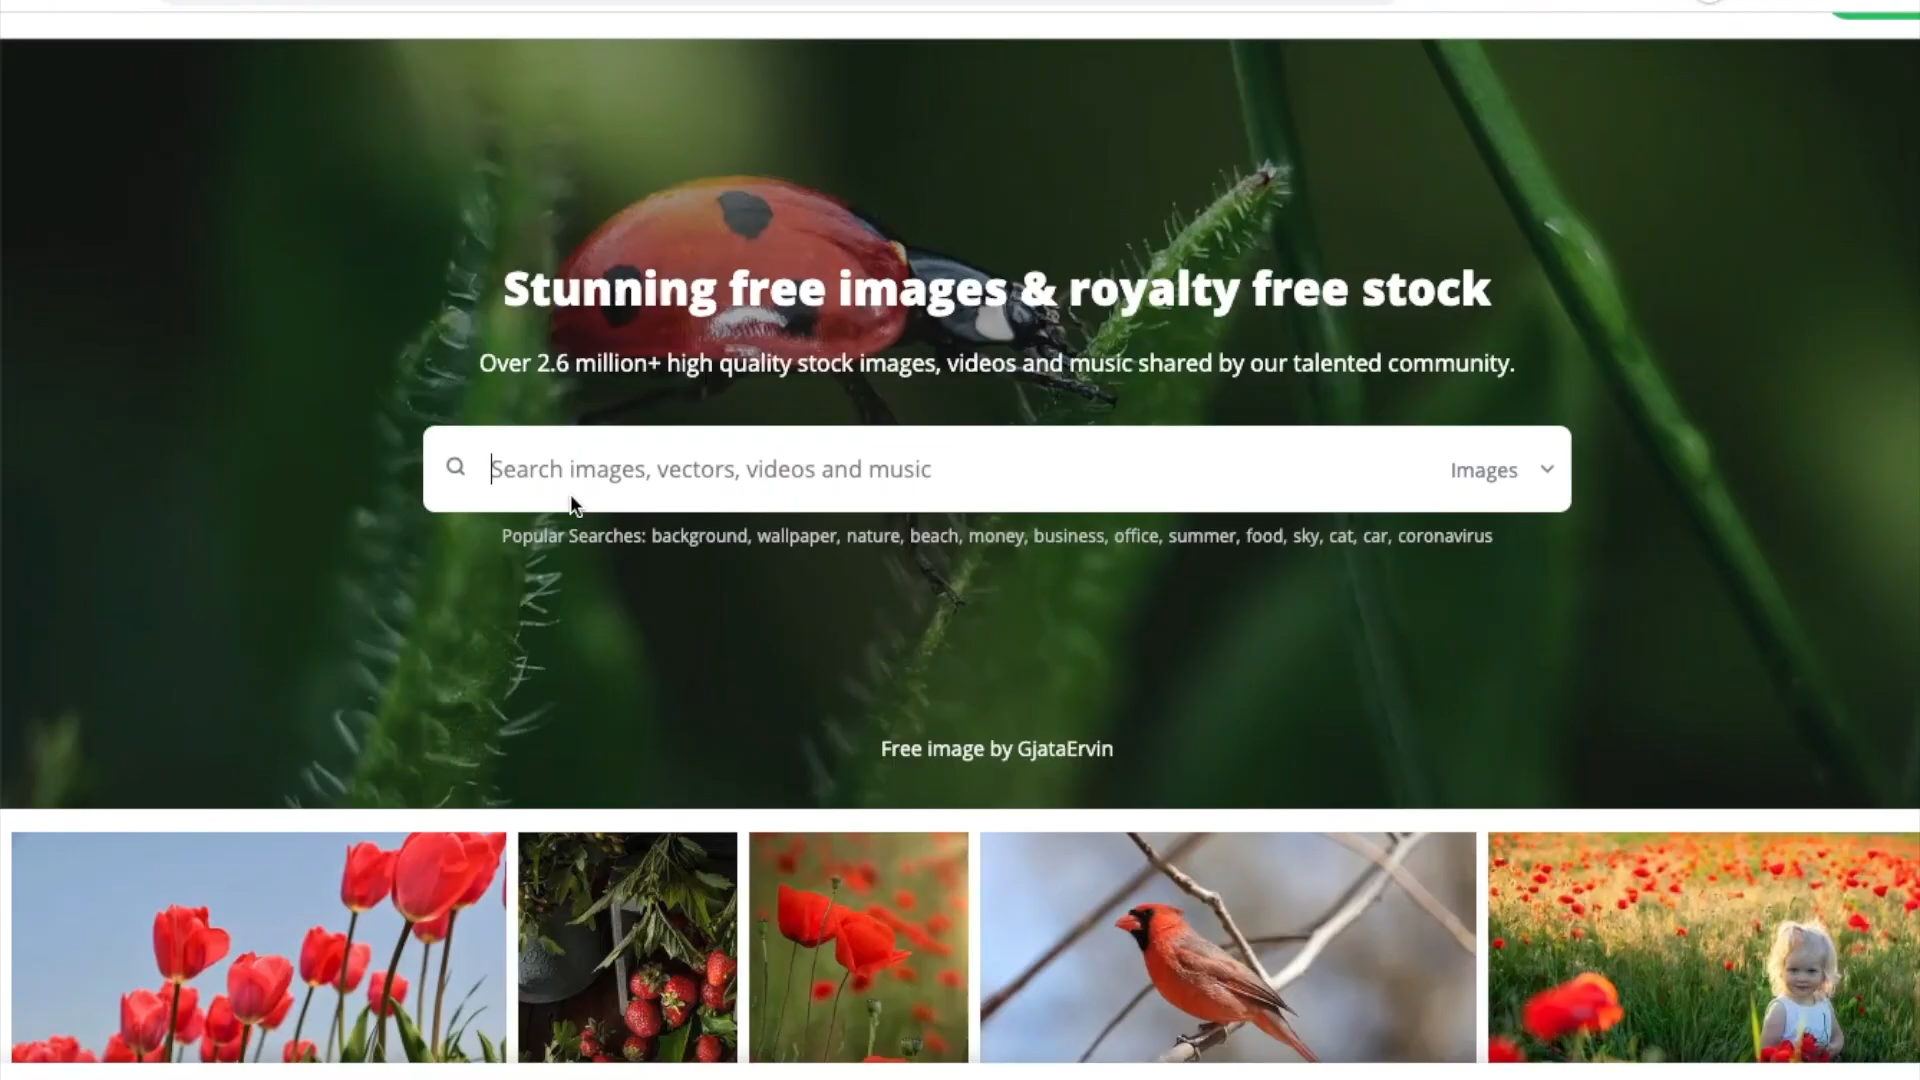 Stunning free images & royalty free stock
Over 2.6 million+ high quality stock images, videos and music shared by our talented community.
Search images, vectors, videos and music
Images
Popular Searches: background, wallpaper, nature, beach, money, business, office, summer, food, sky, cat, car, coronavirus
Free image by GjataErvin